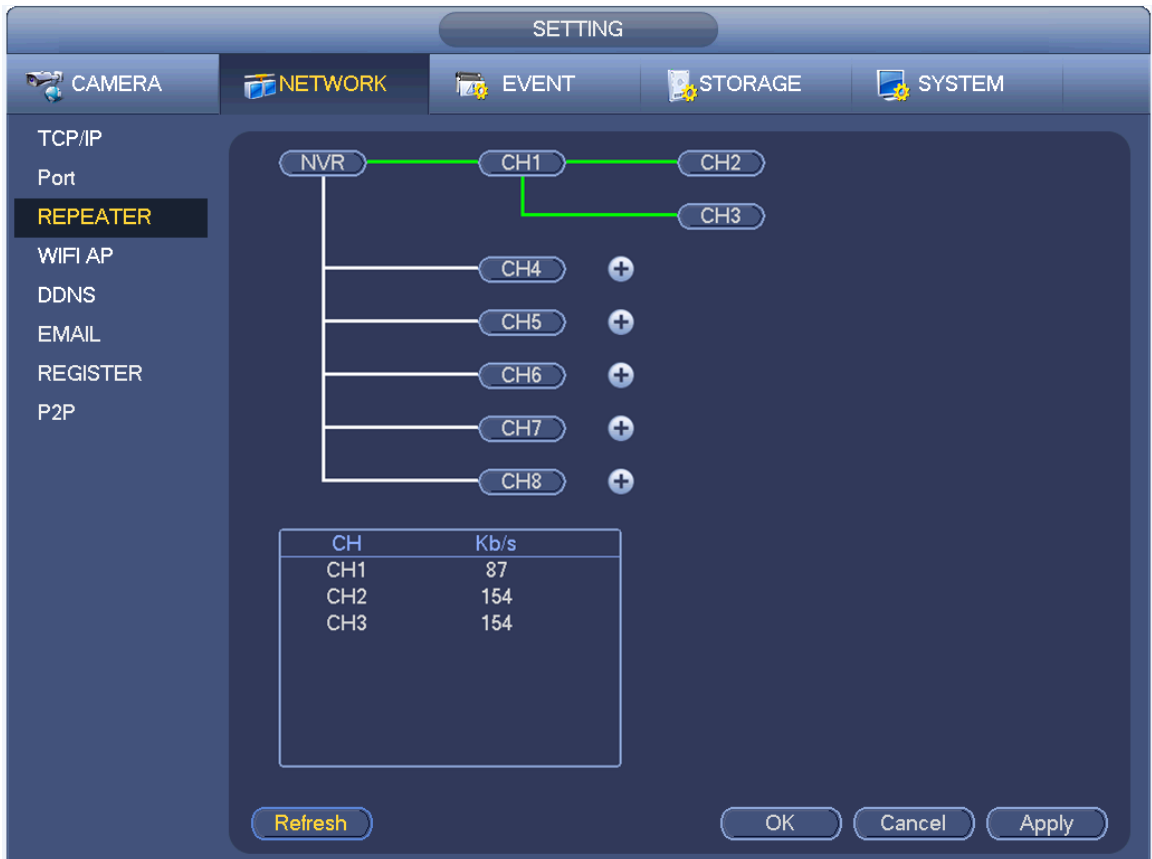 SETTING
CAMERA NETWORK EVENT STORAGE SYSTEM
TCP/IP
Port
REPEATER
WIFI AP
DDNS
EMAIL
REGISTER
P2P
NVR CH1 CH2
CH3
CH4
CH5
CH6
CH7
CH8
CH Kb/s
CH1 87
CH2 154
CH3 154
Refresh OK Cancel Apply